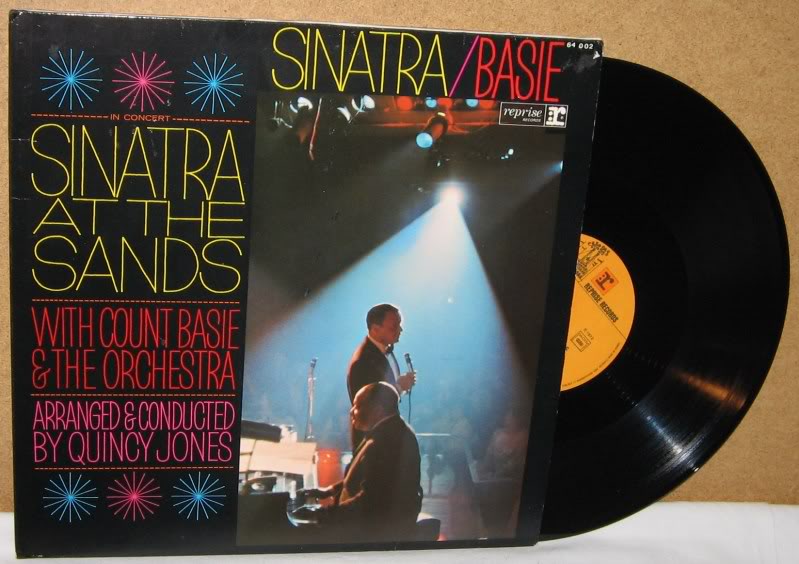 SINATRA/BASIE
64 002
reprise
RECORDS
IN CONCERT
SINATRA
AT THE
SANDS
WITH COUNT BASIE
& THE ORCHESTRA
ARRANGED & CONDUCTED
BY QUINCY JONES
REPRISE RECORDS